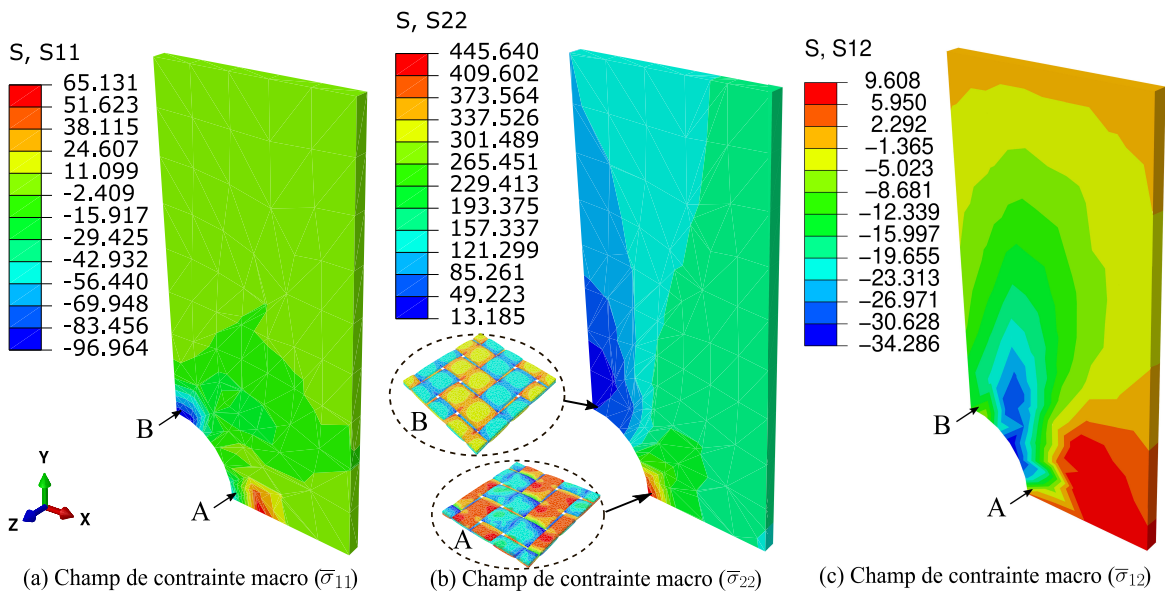 S, S11
65.131
51.623
38.115
24.607
11.099
-2.409
-15.917
-29.425
-42.932
-56.440
-69.948
-83.456
-96.964
B
A
Y
Z
X
(a) Champ de contrainte macro (σ̅₁₁)
S, S22
445.640
409.602
373.564
337.526
301.489
265.451
229.413
193.375
157.337
121.299
85.261
49.223
13.185
B
A
(b) Champ de contrainte macro (σ̅₂₂)
S, S12
9.608
5.950
2.292
−1.365
−5.023
−8.681
−12.339
−15.997
−19.655
−23.313
−26.971
−30.628
−34.286
B
A
(c) Champ de contrainte macro (σ̅₁₂)